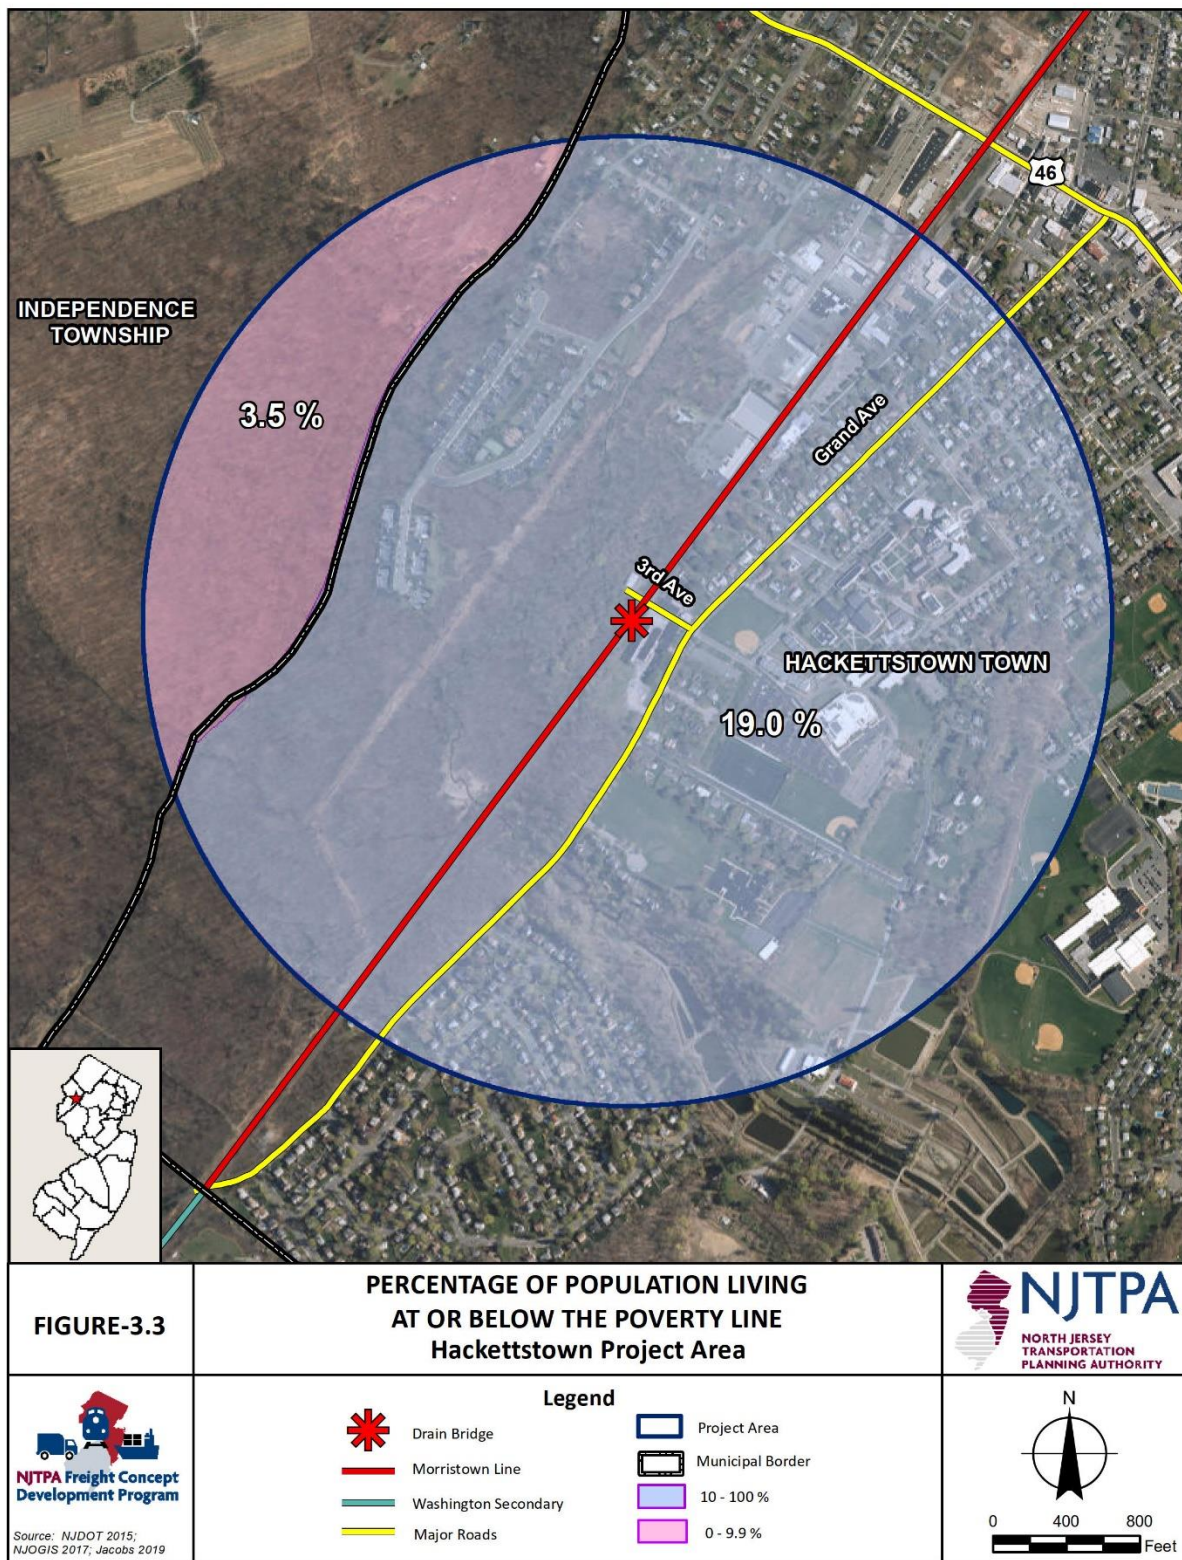 46
INDEPENDENCE
TOWNSHIP
3.5 %
Grand Ave
3rd Ave
HACKETTSTOWN TOWN
19.0 %
FIGURE-3.3
PERCENTAGE OF POPULATION LIVING
AT OR BELOW THE POVERTY LINE
Hackettstown Project Area
NJTPA
NORTH JERSEY
TRANSPORTATION
PLANNING AUTHORITY
NJTPA Freight Concept
Development Program
Source: NJDOT 2015;
NJOGIS 2017; Jacobs 2019
Legend
Drain Bridge
Morristown Line
Washington Secondary
Major Roads
Project Area
Municipal Border
10 - 100 %
0 - 9.9 %
N
0 400 800
Feet